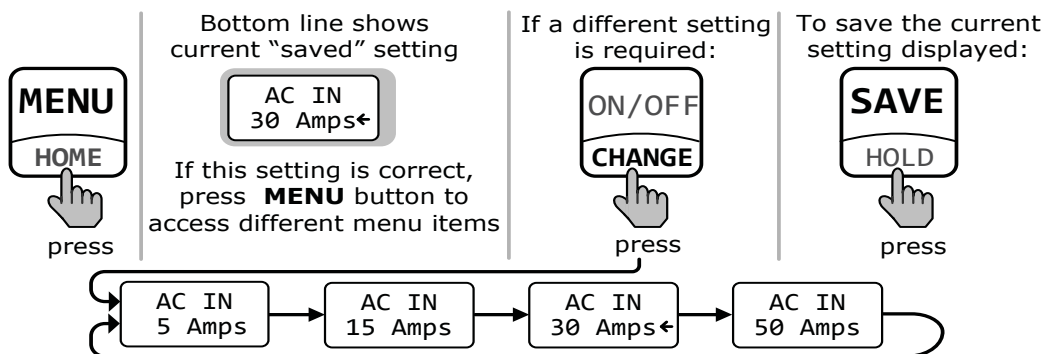 MENU
HOME
press
Bottom line shows
current “saved” setting
AC IN
30 Amps←
If this setting is correct,
press MENU button to
access different menu items
If a different setting
is required:
ON/OFF
CHANGE
press
To save the current
setting displayed:
SAVE
HOLD
press
AC IN
5 Amps
AC IN
15 Amps
AC IN
30 Amps←
AC IN
50 Amps